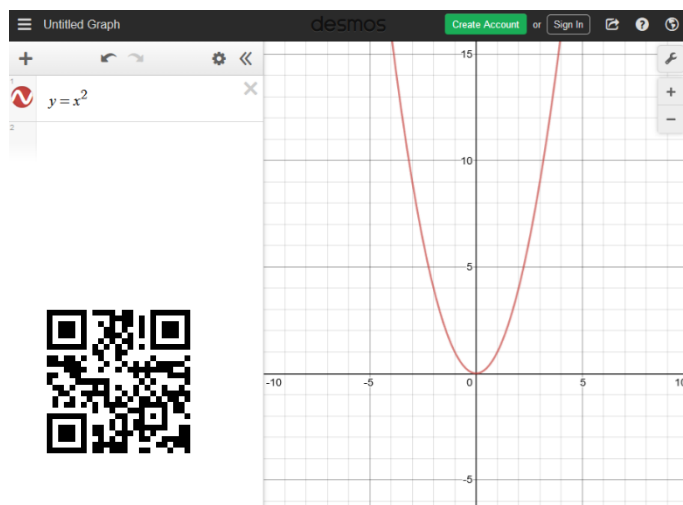 Untitled Graph
desmos
Create Account or Sign In
1
y = x²
2
15
10
5
-10 -5 0 5 10
-5